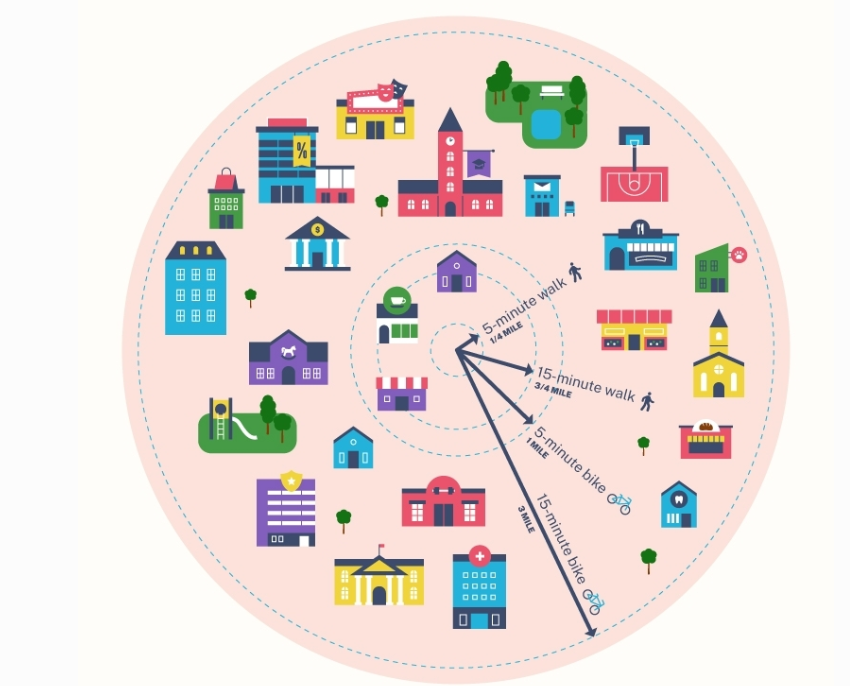 %
$
5-minute walk
1/4 MILE
15-minute walk
3/4 MILE
5-minute bike
1 MILE
15-minute bike
3 MILE